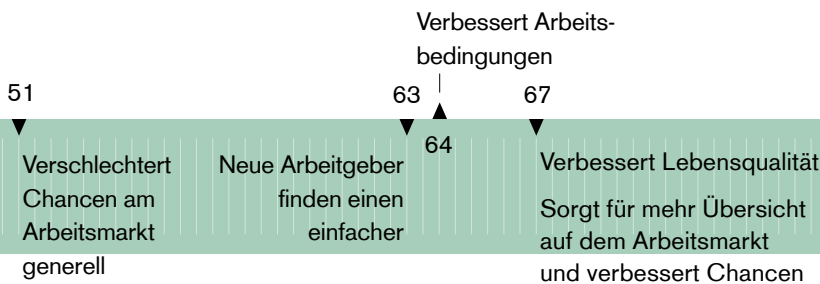 Verbessert Arbeits-
bedingungen
51
63
67
64
Verschlechtert
Chancen am
Arbeitsmarkt
generell
Neue Arbeitgeber
finden einen
einfacher
Verbessert Lebensqualität
Sorgt für mehr Übersicht
auf dem Arbeitsmarkt
und verbessert Chancen